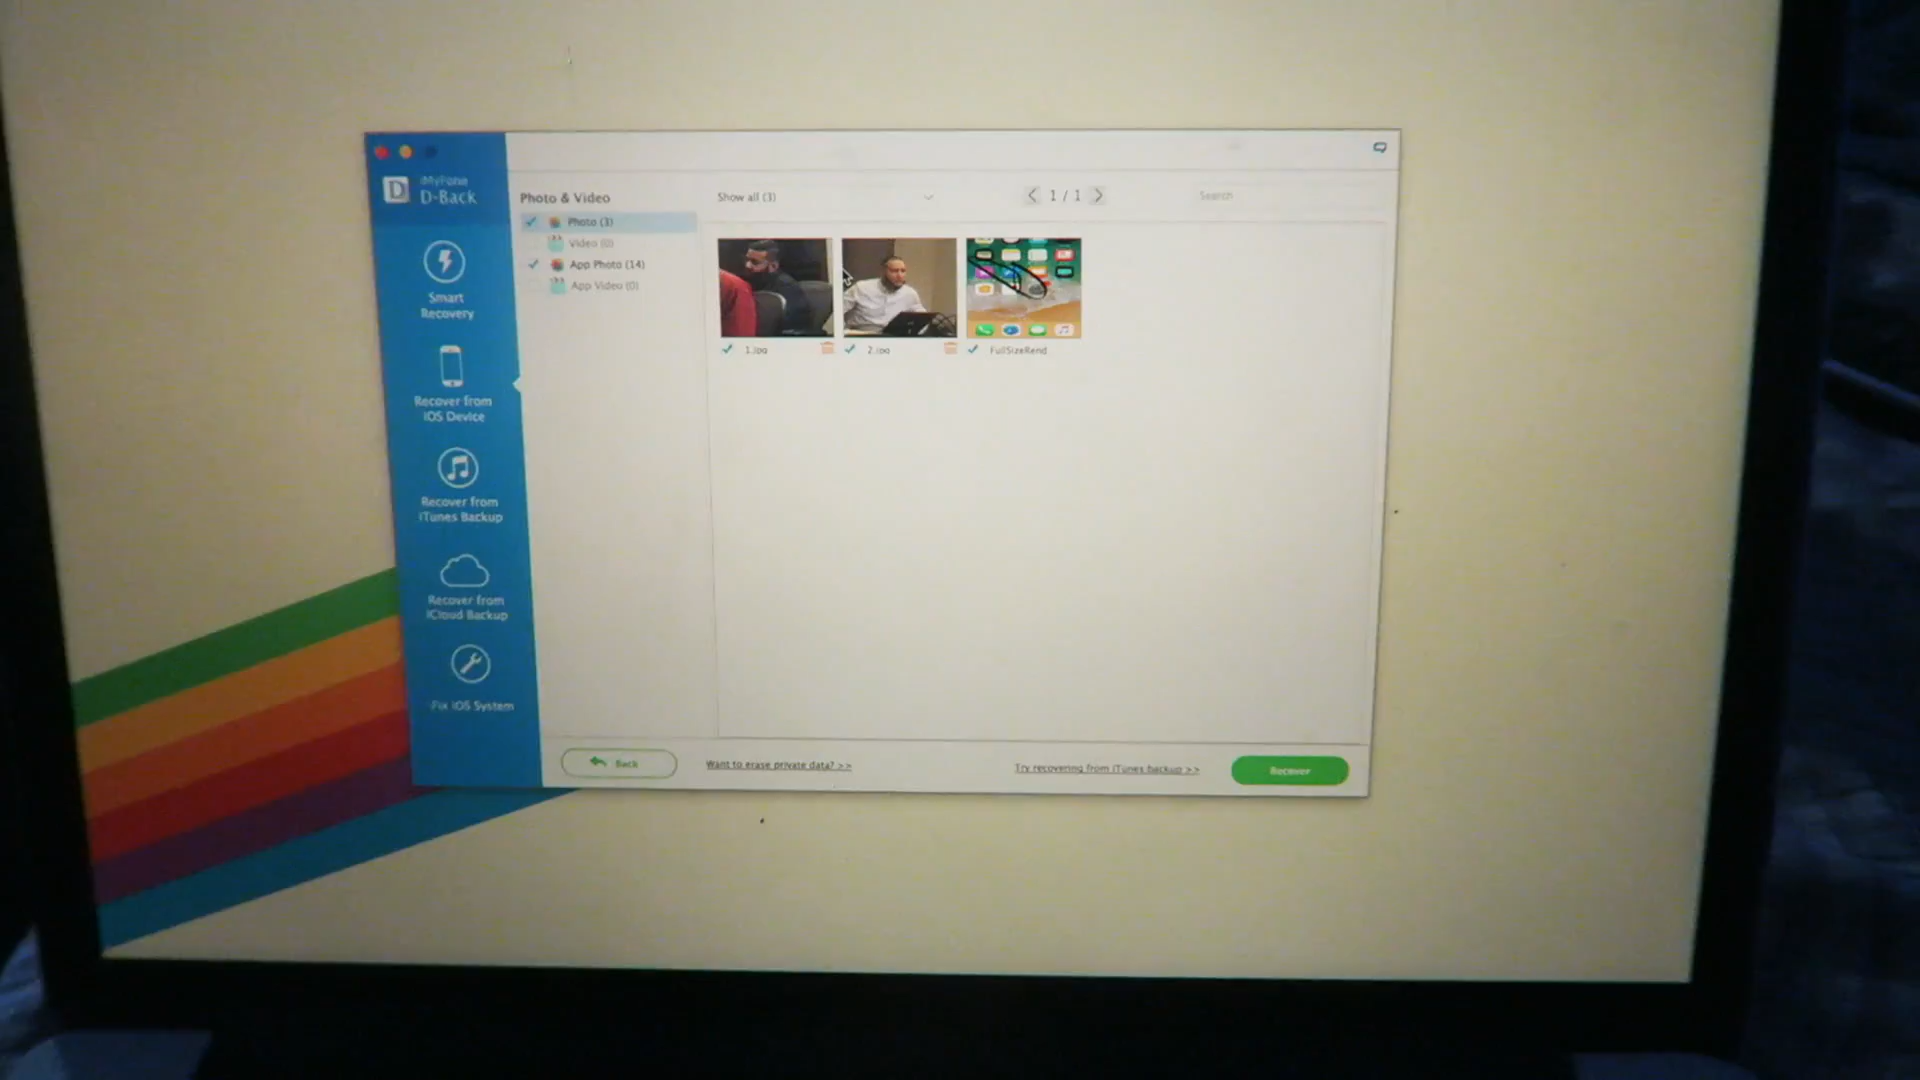 iMyFone
D-Back
Smart
Recovery
Recover from
iOS Device
Recover from
iTunes Backup
Recover from
iCloud Backup
Fix iOS System
Photo & Video
Photo (3)
Video (0)
App Photo (14)
App Video (0)
Show all (3)
1 / 1
Search
1.jpg
2.jpg
FullSizeRend
Back
Want to erase private data? >>
Try recovering from iTunes backup >>
Recover